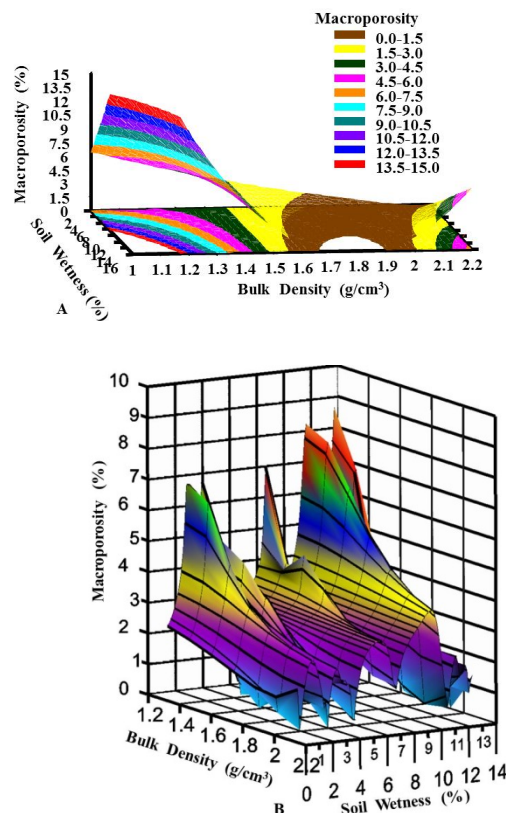 Macroporosity
0.0-1.5
1.5-3.0
3.0-4.5
4.5-6.0
6.0-7.5
7.5-9.0
9.0-10.5
10.5-12.0
12.0-13.5
13.5-15.0
Macroporosity (%)
15
13.5
12
10.5
9
7.5
6
4.5
3
1.5
0
Soil Wetness (%)
2
4
6
8
16
1 1.1 1.2 1.3 1.4 1.5 1.6 1.7 1.8 1.9 2 2.1 2.2
Bulk Density (g/cm³)
A
Macroporosity (%)
10
9
8
7
6
5
4
3
2
1
0
1.2 1.4 1.6 1.8 2 2.2
Bulk Density (g/cm³)
1 3 5 7 9 11 13
0 2 4 6 8 10 12 14
Soil Wetness (%)
B